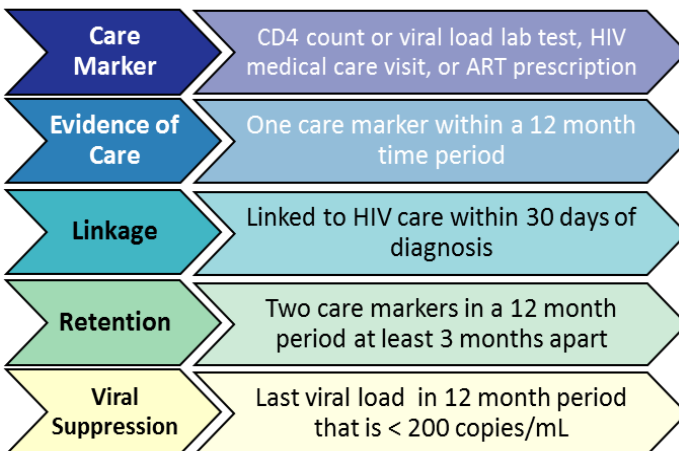 Care
Marker
CD4 count or viral load lab test, HIV
medical care visit, or ART prescription
Evidence of
Care
One care marker within a 12 month
time period
Linkage
Linked to HIV care within 30 days of
diagnosis
Retention
Two care markers in a 12 month
period at least 3 months apart
Viral
Suppression
Last viral load in 12 month period
that is < 200 copies/mL